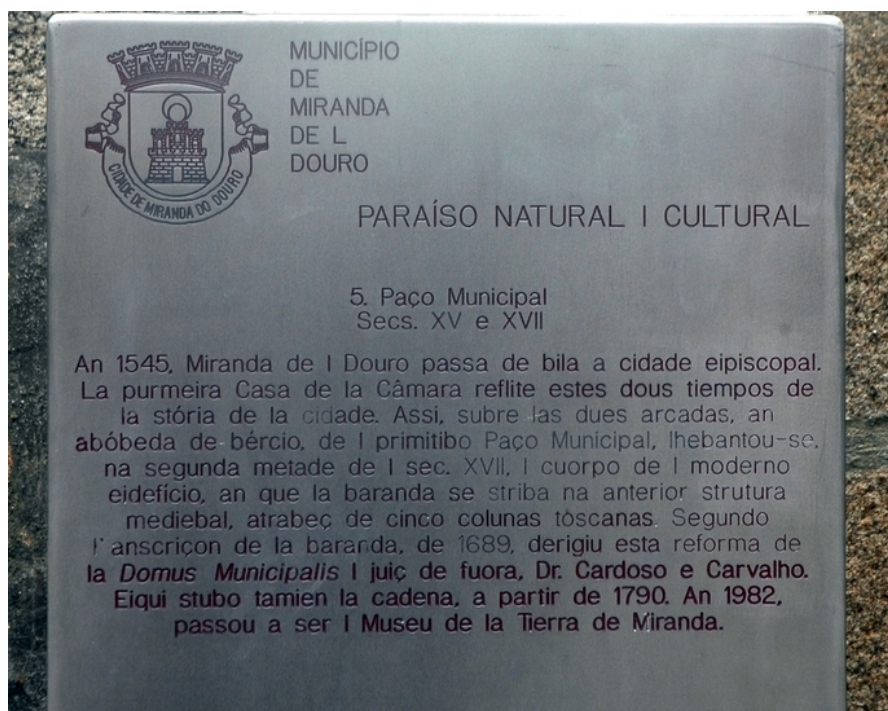 MUNICÍPIO
DE
MIRANDA
DE L
DOURO
CIDADE DE MIRANDA DO DOURO
PARAÍSO NATURAL I CULTURAL
5. Paço Municipal
Secs. XV e XVII
An 1545, Miranda de l Douro passa de bila a cidade eipiscopal.
La purmeira Casa de la Câmara reflite estes dous tiempos de
la stória de la cidade. Assi, subre las dues arcadas, an
abóbeda de bércio, de l primitibo Paço Municipal, lhebantou-se,
na segunda metade de l sec. XVII, l cuorpo de l moderno
eidefício, an que la baranda se striba na anterior strutura
mediebal, atrabeç de cinco colunas toscanas. Segundo
l'anscriçon de la baranda, de 1689, derigiu esta reforma de
la Domus Municipalis l juiç de fuora, Dr. Cardoso e Carvalho.
Eiqui stubo tamien la cadena, a partir de 1790. An 1982,
passou a ser l Museu de la Tierra de Miranda.